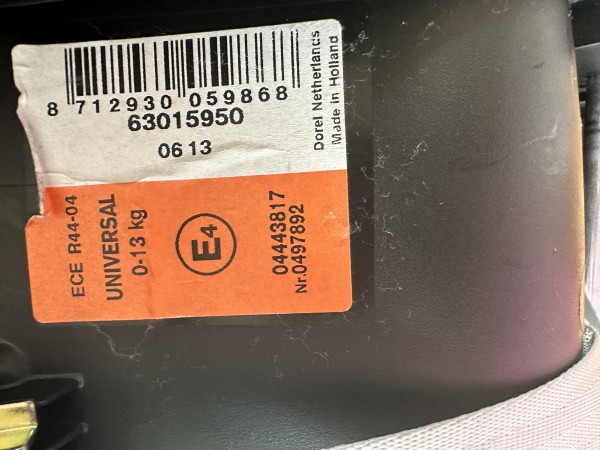 8 712930 059868
63015950
06 13
Dorel Netherlands
Made in Holland
ECE R44-04
UNIVERSAL
0-13 kg
E4
04443817
Nr.0497892